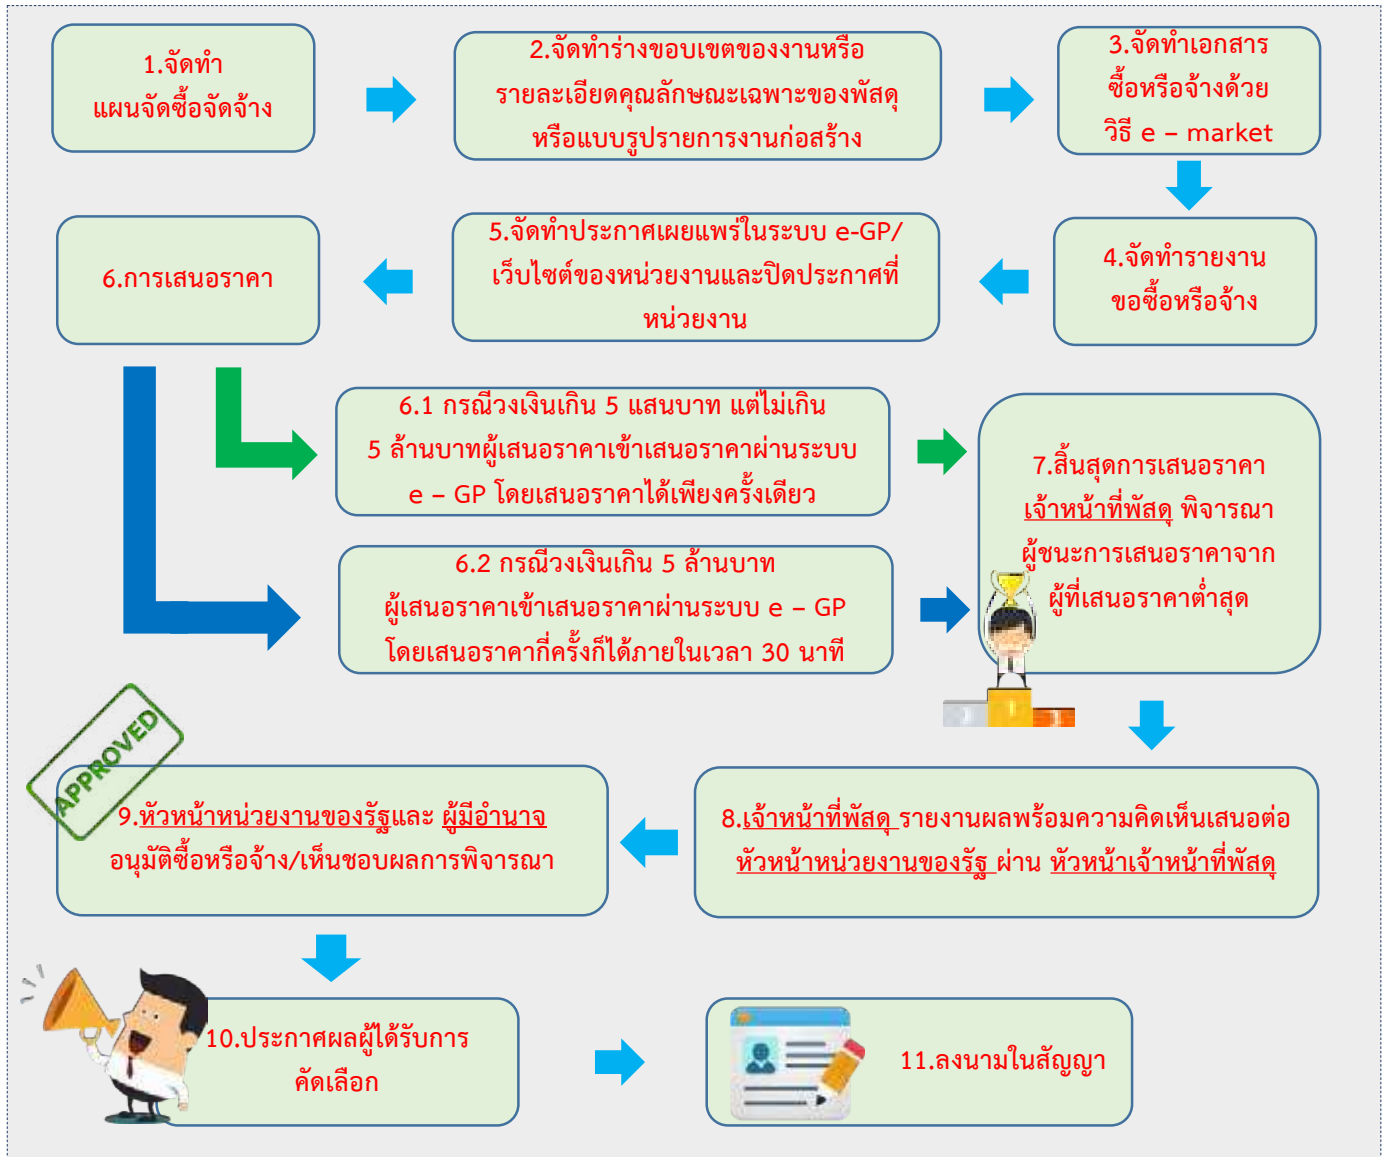 1.จัดทำ
แผนจัดซื้อจัดจ้าง
2.จัดทำร่างขอบเขตของงานหรือ
รายละเอียดคุณลักษณะเฉพาะของพัสดุ
หรือแบบรูปรายการงานก่อสร้าง
3.จัดทำเอกสาร
ซื้อหรือจ้างด้วย
วิธี e – market
4.จัดทำรายงาน
ขอซื้อหรือจ้าง
5.จัดทำประกาศเผยแพร่ในระบบ e-GP/
เว็บไซต์ของหน่วยงานและปิดประกาศที่
หน่วยงาน
6.การเสนอราคา
6.1 กรณีวงเงินเกิน 5 แสนบาท แต่ไม่เกิน
5 ล้านบาทผู้เสนอราคาเข้าเสนอราคาผ่านระบบ
e – GP โดยเสนอราคาได้เพียงครั้งเดียว
6.2 กรณีวงเงินเกิน 5 ล้านบาท
ผู้เสนอราคาเข้าเสนอราคาผ่านระบบ e – GP
โดยเสนอราคากี่ครั้งก็ได้ภายในเวลา 30 นาที
7.สิ้นสุดการเสนอราคา
เจ้าหน้าที่พัสดุ พิจารณา
ผู้ชนะการเสนอราคาจาก
ผู้ที่เสนอราคาต่ำสุด
8.เจ้าหน้าที่พัสดุ รายงานผลพร้อมความคิดเห็นเสนอต่อ
หัวหน้าหน่วยงานของรัฐ ผ่าน หัวหน้าเจ้าหน้าที่พัสดุ
APPROVED
9.หัวหน้าหน่วยงานของรัฐและ ผู้มีอำนาจ
อนุมัติซื้อหรือจ้าง/เห็นชอบผลการพิจารณา
10.ประกาศผลผู้ได้รับการ
คัดเลือก
11.ลงนามในสัญญา